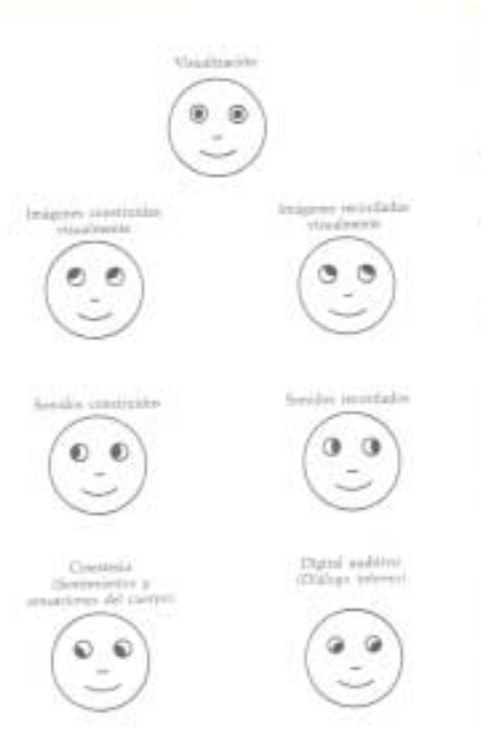 Visualización
Imágenes construidas
visualmente
Imágenes recordadas
visualmente
Sonidos construidos
Sonidos recordados
Cinestesia
(Sentimientos y
sensaciones del cuerpo)
Digital auditivo
(Diálogo interno)